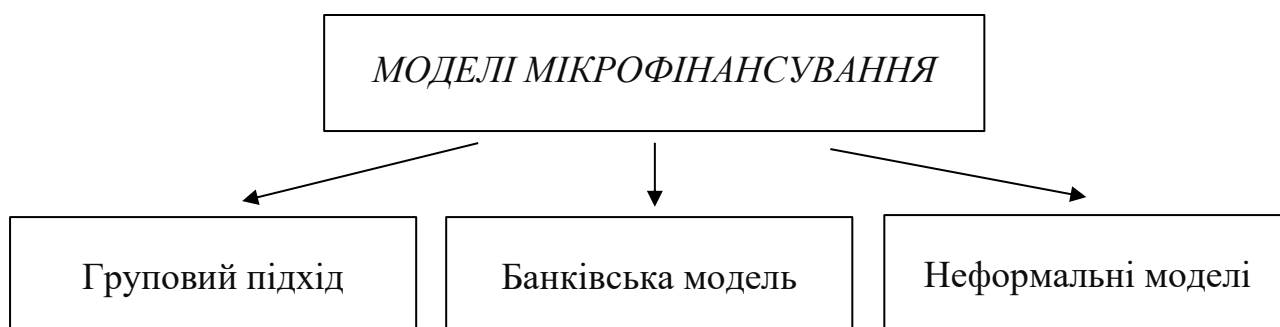 МОДЕЛІ МІКРОФІНАНСУВАННЯ
Груповий підхід
Банківська модель
Неформальні моделі